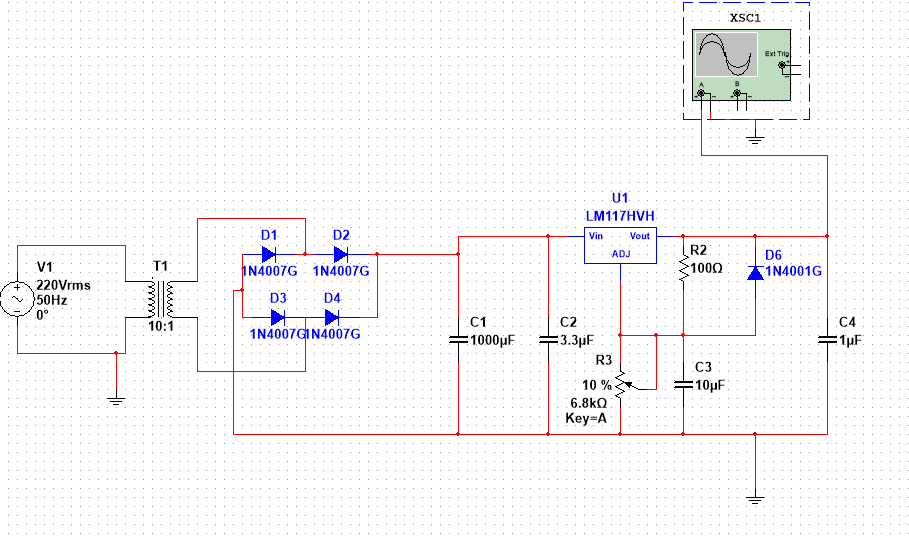 XSC1
Ext Trig
+
-
A
B
+ - + -
U1
LM117HVH
Vin Vout
ADJ
V1
220Vrms
50Hz
0°
T1
10:1
D1
1N4007G
D2
1N4007G
D3
1N4007G
D4
1N4007G
C1
1000µF
C2
3.3µF
R2
100Ω
D6
1N4001G
R3
10 %
6.8kΩ
Key=A
C3
10µF
C4
1µF